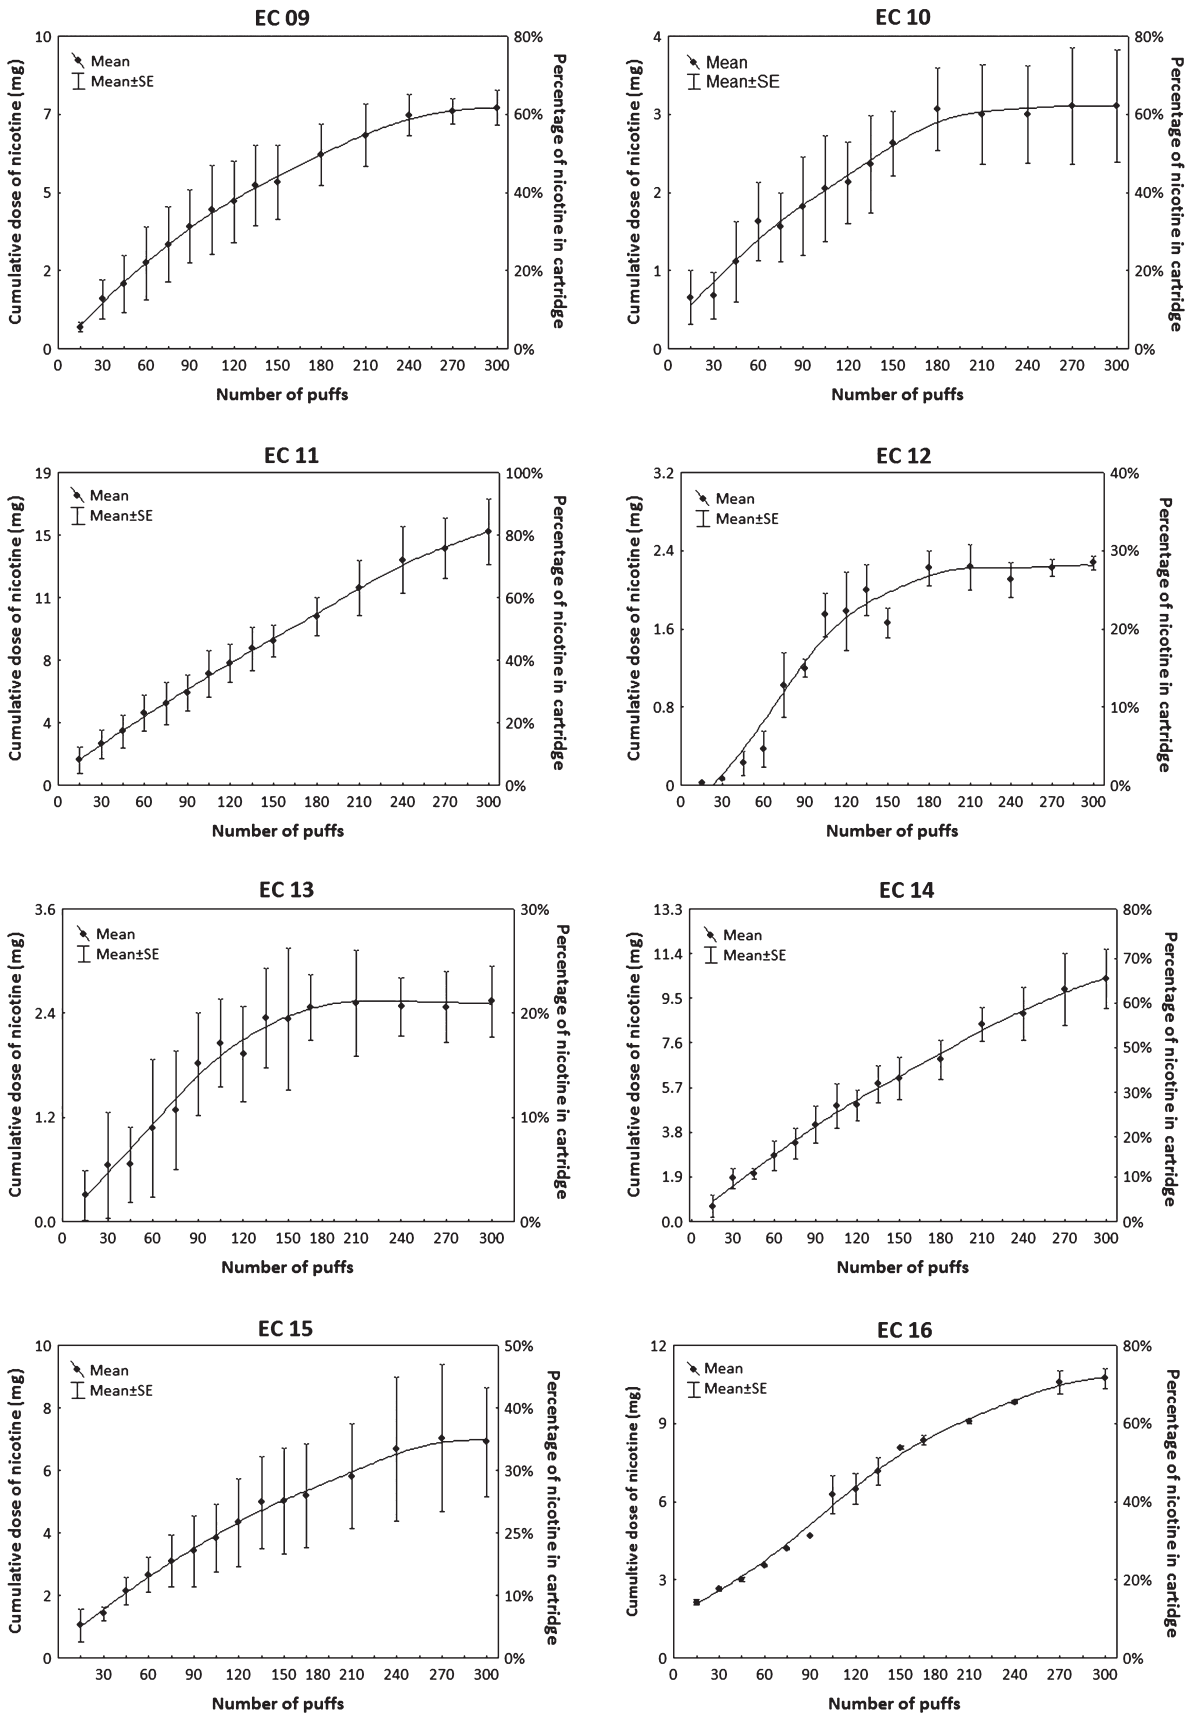 EC 09
Cumulative dose of nicotine (mg)
Percentage of nicotine in cartridge
Mean
Mean±SE
10
7
5
2
0
80%
60%
40%
20%
0%
0 30 60 90 120 150 180 210 240 270 300
Number of puffs
EC 10
Cumulative dose of nicotine (mg)
Percentage of nicotine in cartridge
Mean
Mean±SE
4
3
2
1
0
80%
60%
40%
20%
0%
0 30 60 90 120 150 180 210 240 270 300
Number of puffs
EC 11
Cumulative dose of nicotine (mg)
Percentage of nicotine in cartridge
Mean
Mean±SE
19
15
11
8
4
0
100%
80%
60%
40%
20%
0%
0 30 60 90 120 150 180 210 240 270 300
Number of puffs
EC 12
Cumulative dose of nicotine (mg)
Percentage of nicotine in cartridge
Mean
Mean±SE
3.2
2.4
1.6
0.8
0
40%
30%
20%
10%
0%
0 30 60 90 120 150 180 210 240 270 300
Number of puffs
EC 13
Cumulative dose of nicotine (mg)
Percentage of nicotine in cartridge
Mean
Mean±SE
3.6
2.4
1.2
0.0
30%
20%
10%
0%
0 30 60 90 120 150 180 210 240 270 300
Number of puffs
EC 14
Cumulative dose of nicotine (mg)
Percentage of nicotine in cartridge
Mean
Mean±SE
13.3
11.4
9.5
7.6
5.7
3.8
1.9
0.0
80%
70%
60%
50%
30%
20%
10%
0%
0 30 60 90 120 150 180 210 240 270 300
Number of puffs
EC 15
Cumulative dose of nicotine (mg)
Percentage of nicotine in cartridge
Mean
Mean±SE
10
8
6
4
2
0
50%
40%
30%
25%
10%
0%
0 30 60 90 120 150 180 210 240 270 300
Number of puffs
EC 16
Cumultive dose of nicotine (mg)
Percentage of nicotine in cartidge
Mean
Mean±SE
12
9
6
3
0
80%
60%
40%
20%
0%
0 30 60 90 120 150 180 210 240 270 300
Number of puffs